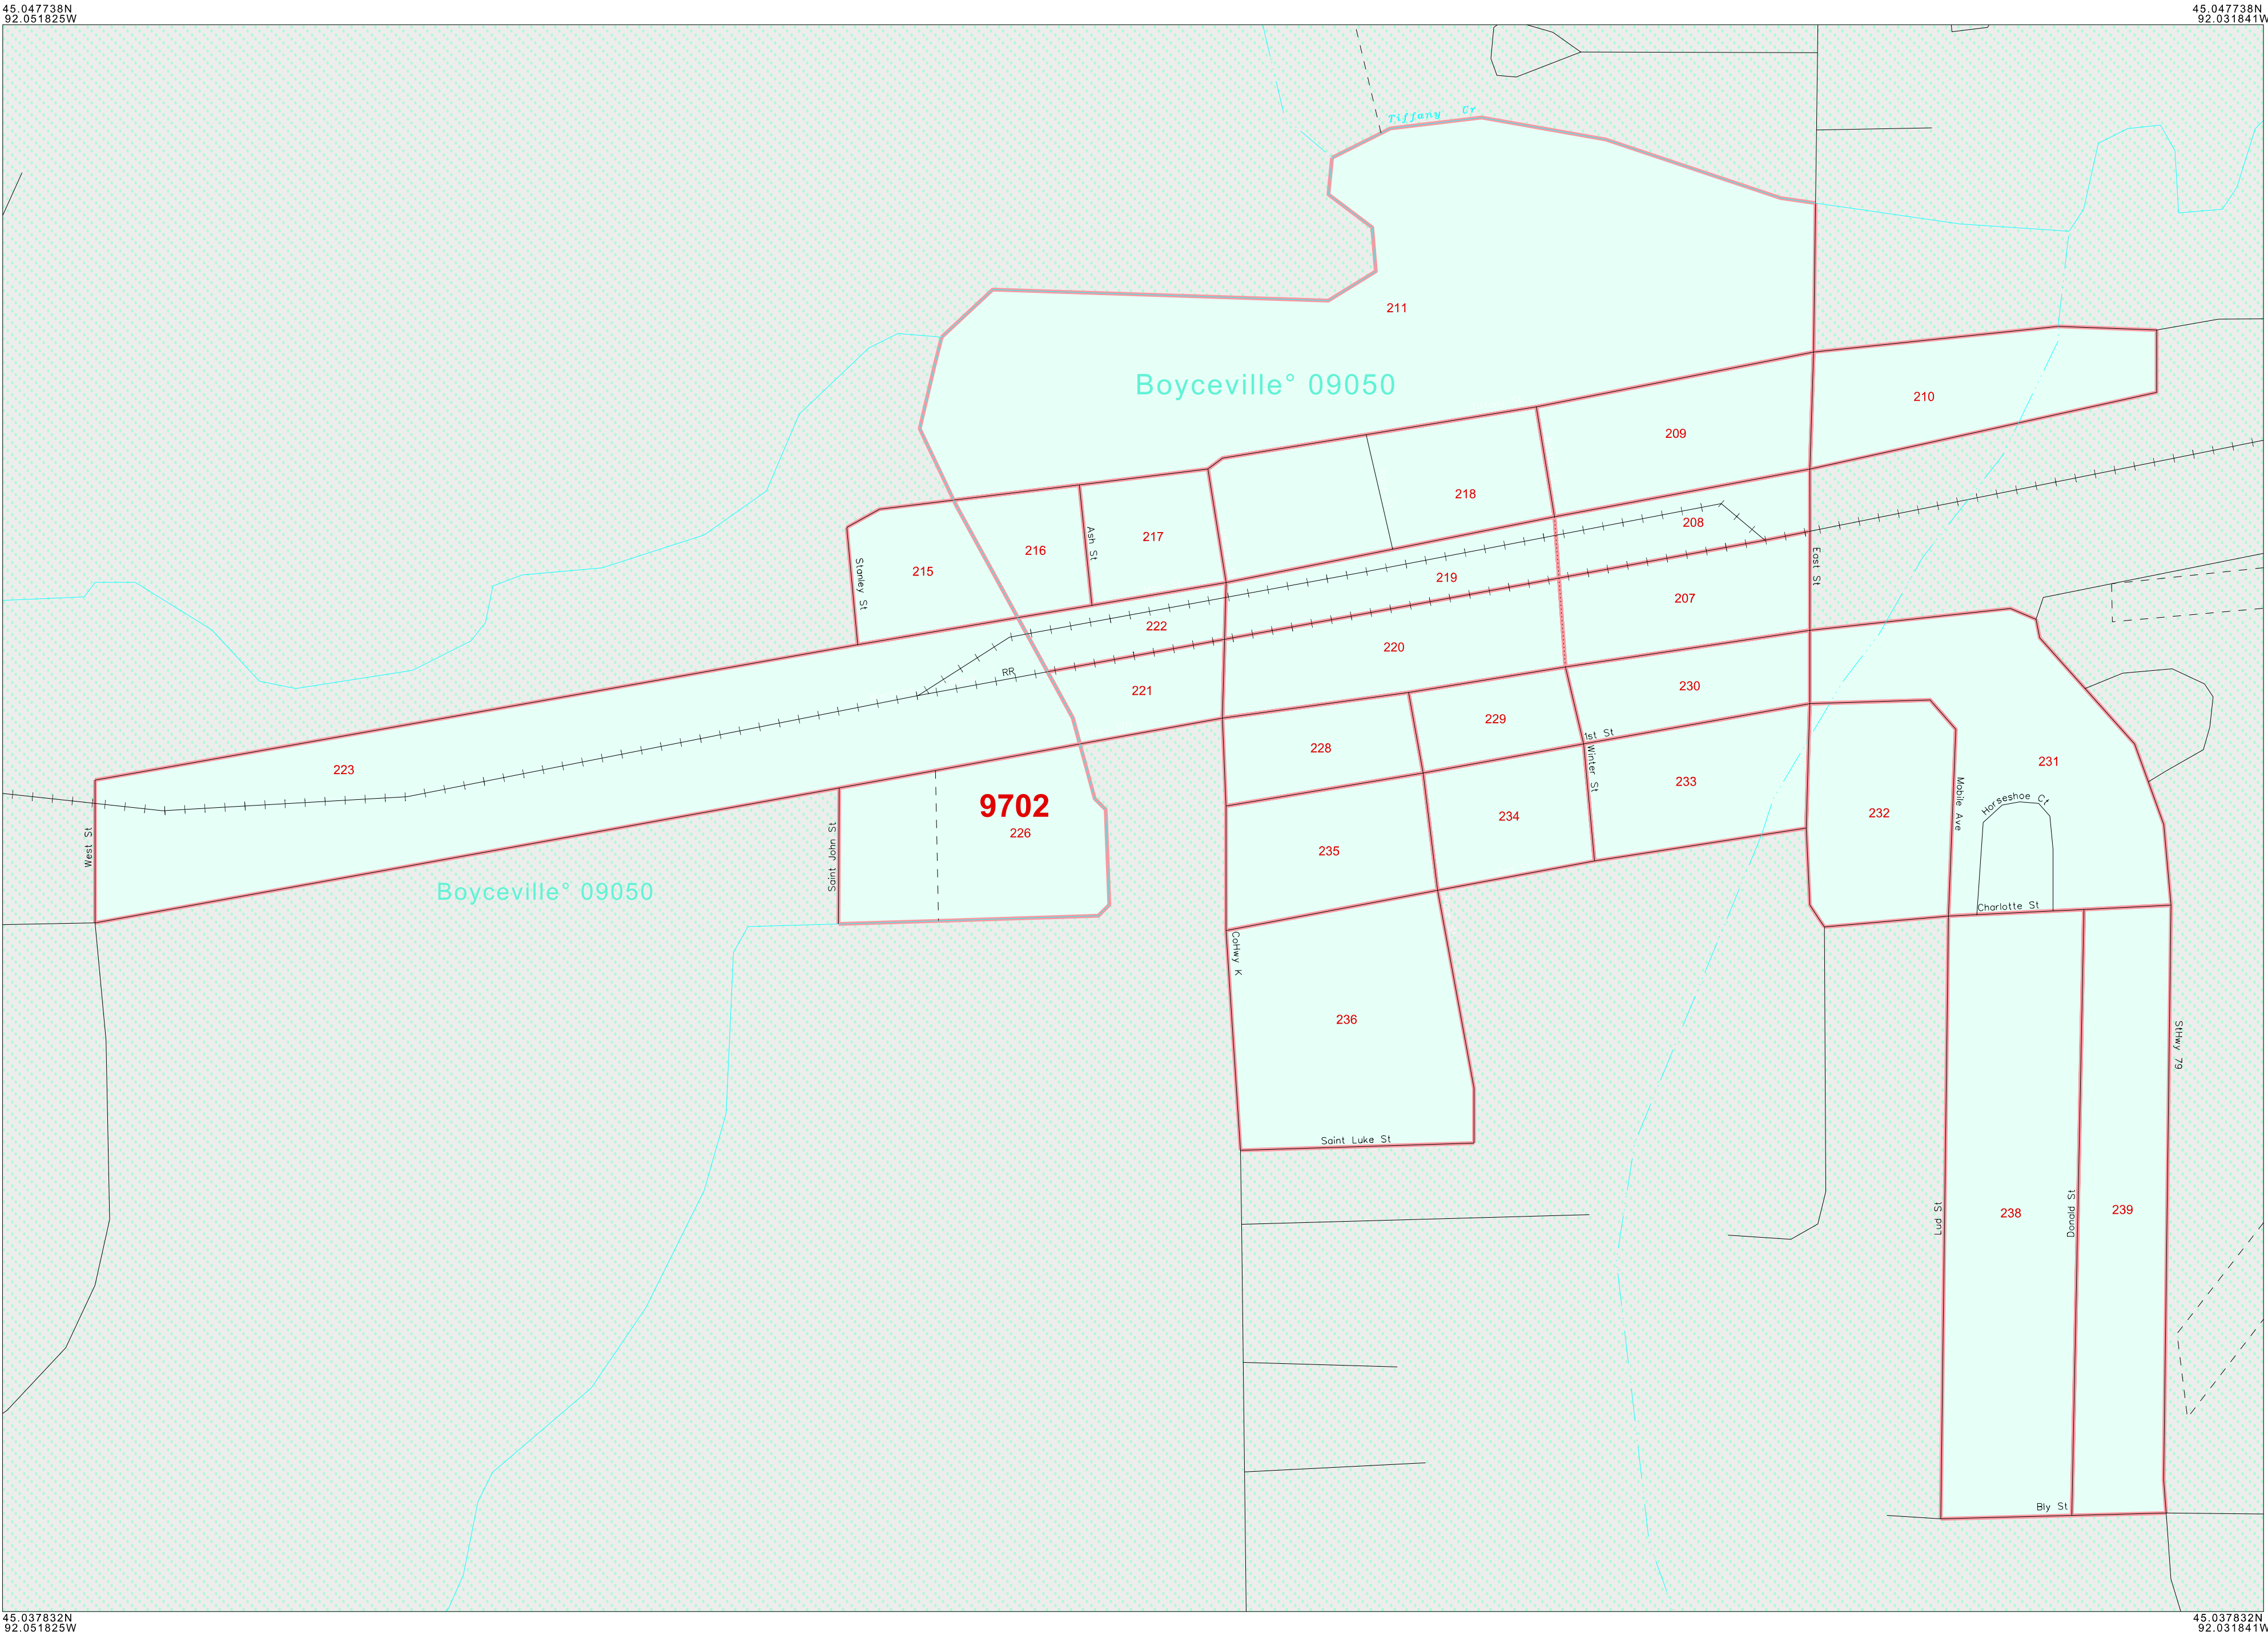 45.047738N
92.051825W
45.047738N
92.031841W
Tiffany Cr
211
Boyceville° 09050
210
209
218
208
217
Ash St
216
215
Stanley St
East St
219
207
222
220
RR
221
230
229
1st St
228
Winter St
223
231
233
Mobile Ave
Horseshoe Ct
9702
226
232
234
235
West St
Saint John St
Boyceville° 09050
Charlotte St
CoHwy K
236
StHwy 79
Saint Luke St
Lund St
238
Donald St
239
Bly St
45.037832N
92.051825W
45.037832N
92.031841W